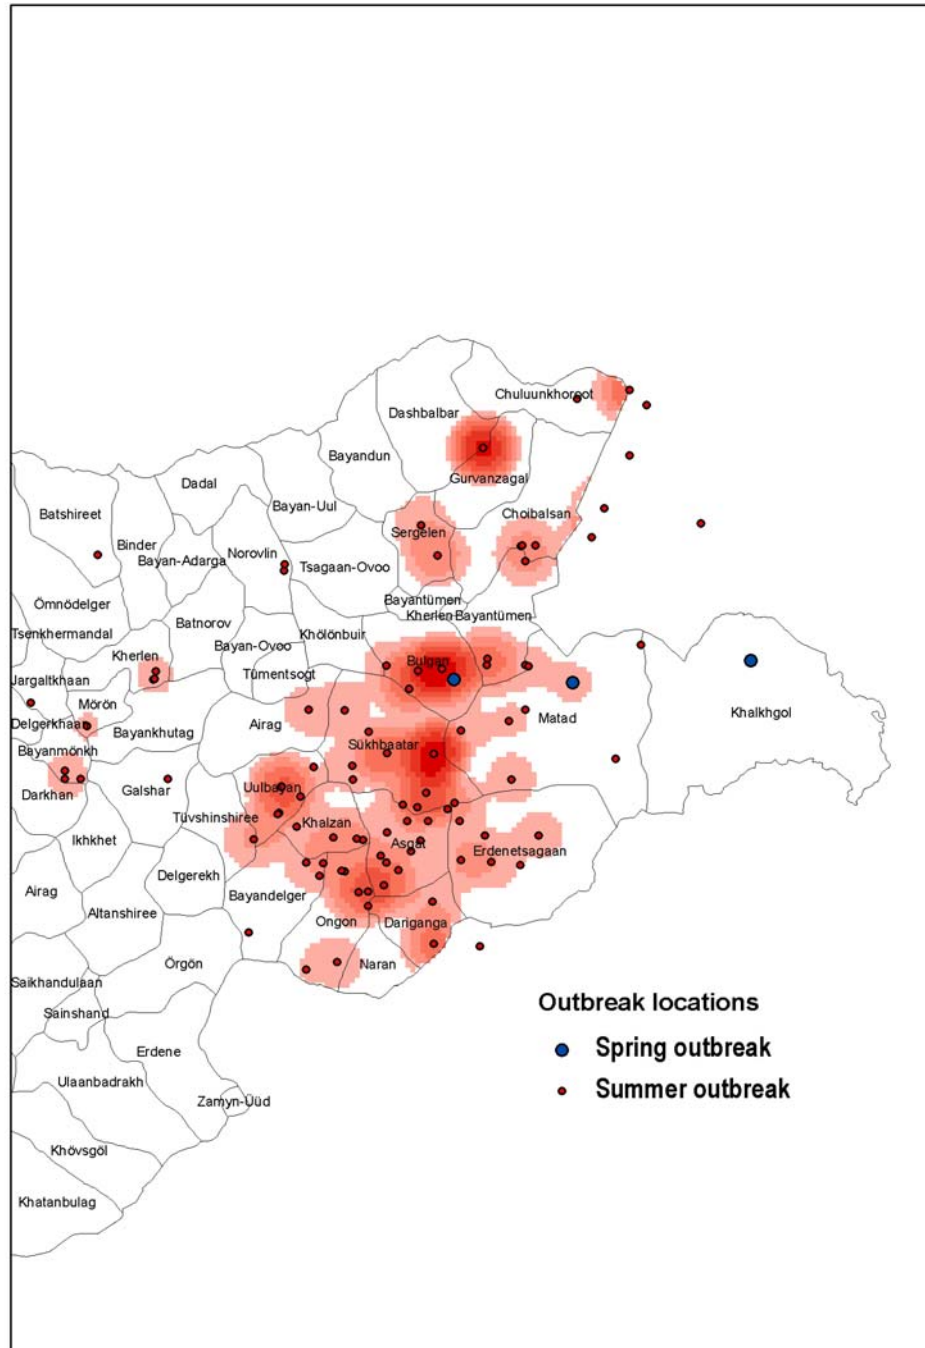 Chuluunkhoroot
Dashbalbar
Bayandun
Gurvanzagal
Dadal
Bayan-Uul
Batshireet
Choibalsan
Sergelen
Binder
Norovlin
Bayan-Adarga
Tsagaan-Ovoo
Ömnödelger
Bayantümen
Kherlen
Bayantümen
Batnorov
Tsenkhermandal
Khölönbuir
Bayan-Ovoo
Kherlen
Bulgan
Tümentsogt
Jargaltkhaan
Mörön
Khalkhgol
Delgerkhaan
Airag
Matad
Bayankhutag
Sükhbaatar
Bayanmönkh
Darkhan
Galshar
Uulbayan
Tüvshinshiree
Khalzan
Ikhkhet
Asgat
Erdenetsagaan
Delgerekh
Airag
Bayandelger
Altanshiree
Ongon
Dariganga
Örgön
Naran
Saikhandulaan
Sainshand
Erdene
Ulaanbadrakh
Zamyn-Üüd
Khövsgöl
Khatanbulag
Outbreak locations
Spring outbreak
Summer outbreak